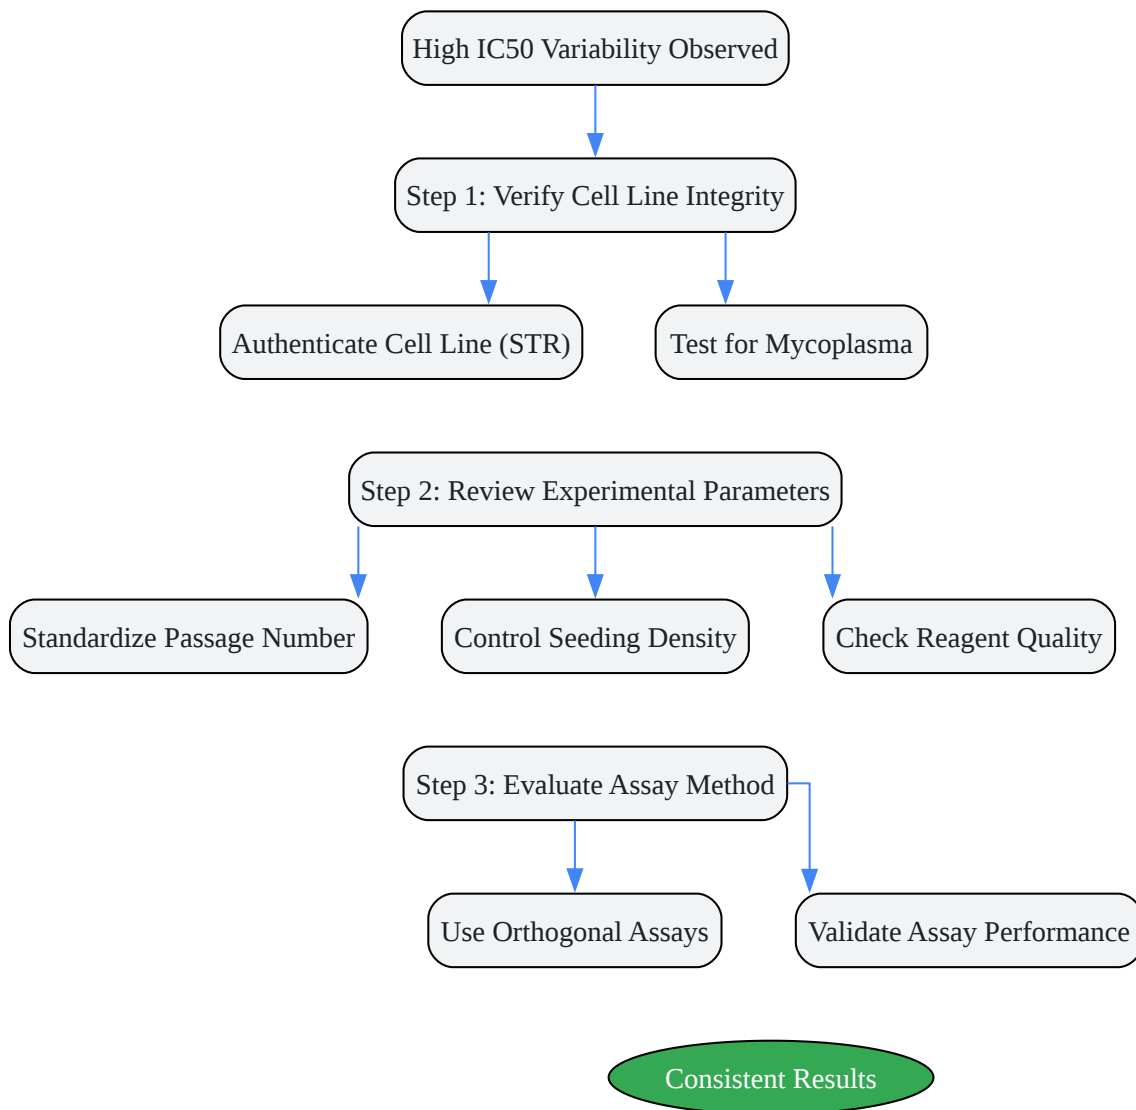 High IC50 Variability Observed
Step 1: Verify Cell Line Integrity
Authenticate Cell Line (STR)
Test for Mycoplasma
Step 2: Review Experimental Parameters
Standardize Passage Number
Control Seeding Density
Check Reagent Quality
Step 3: Evaluate Assay Method
Use Orthogonal Assays
Validate Assay Performance
Consistent Results